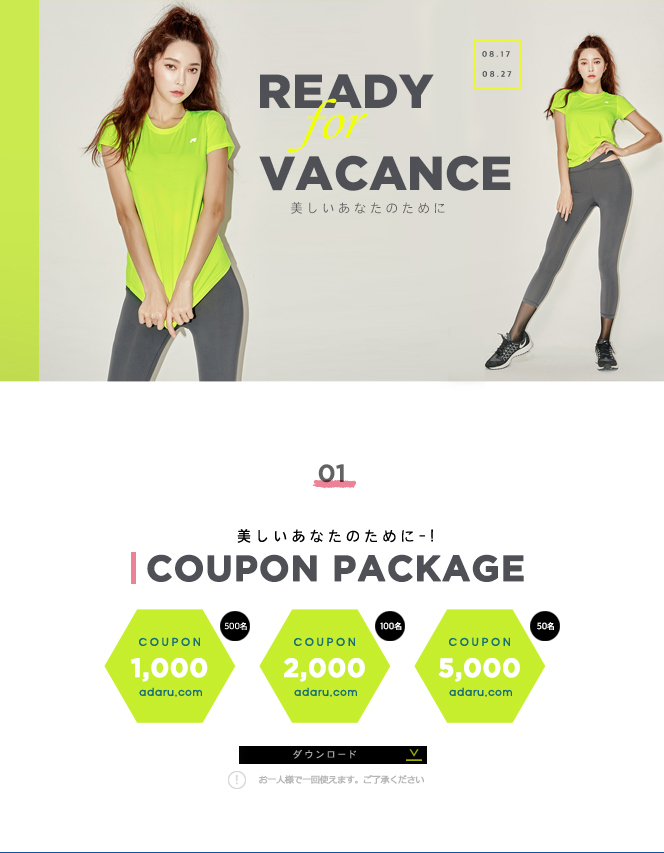 08.17
08.27
READY
for
VACANCE
美しいあなたのために
01
美しいあなたのために-!
COUPON PACKAGE
500名
COUPON
1,000
adaru.com
100名
COUPON
2,000
adaru.com
50名
COUPON
5,000
adaru.com
ダウンロード
! お一人様で一回使えます。ご了承ください